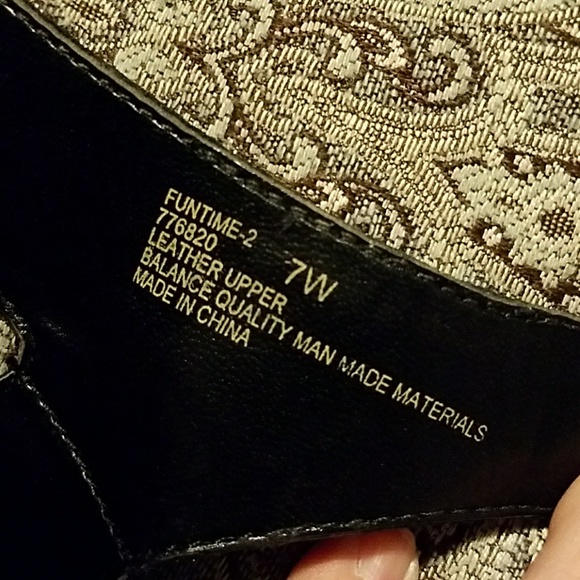 FUNTIME-2
776820 7W
LEATHER UPPER
BALANCE QUALITY MAN MADE MATERIALS
MADE IN CHINA